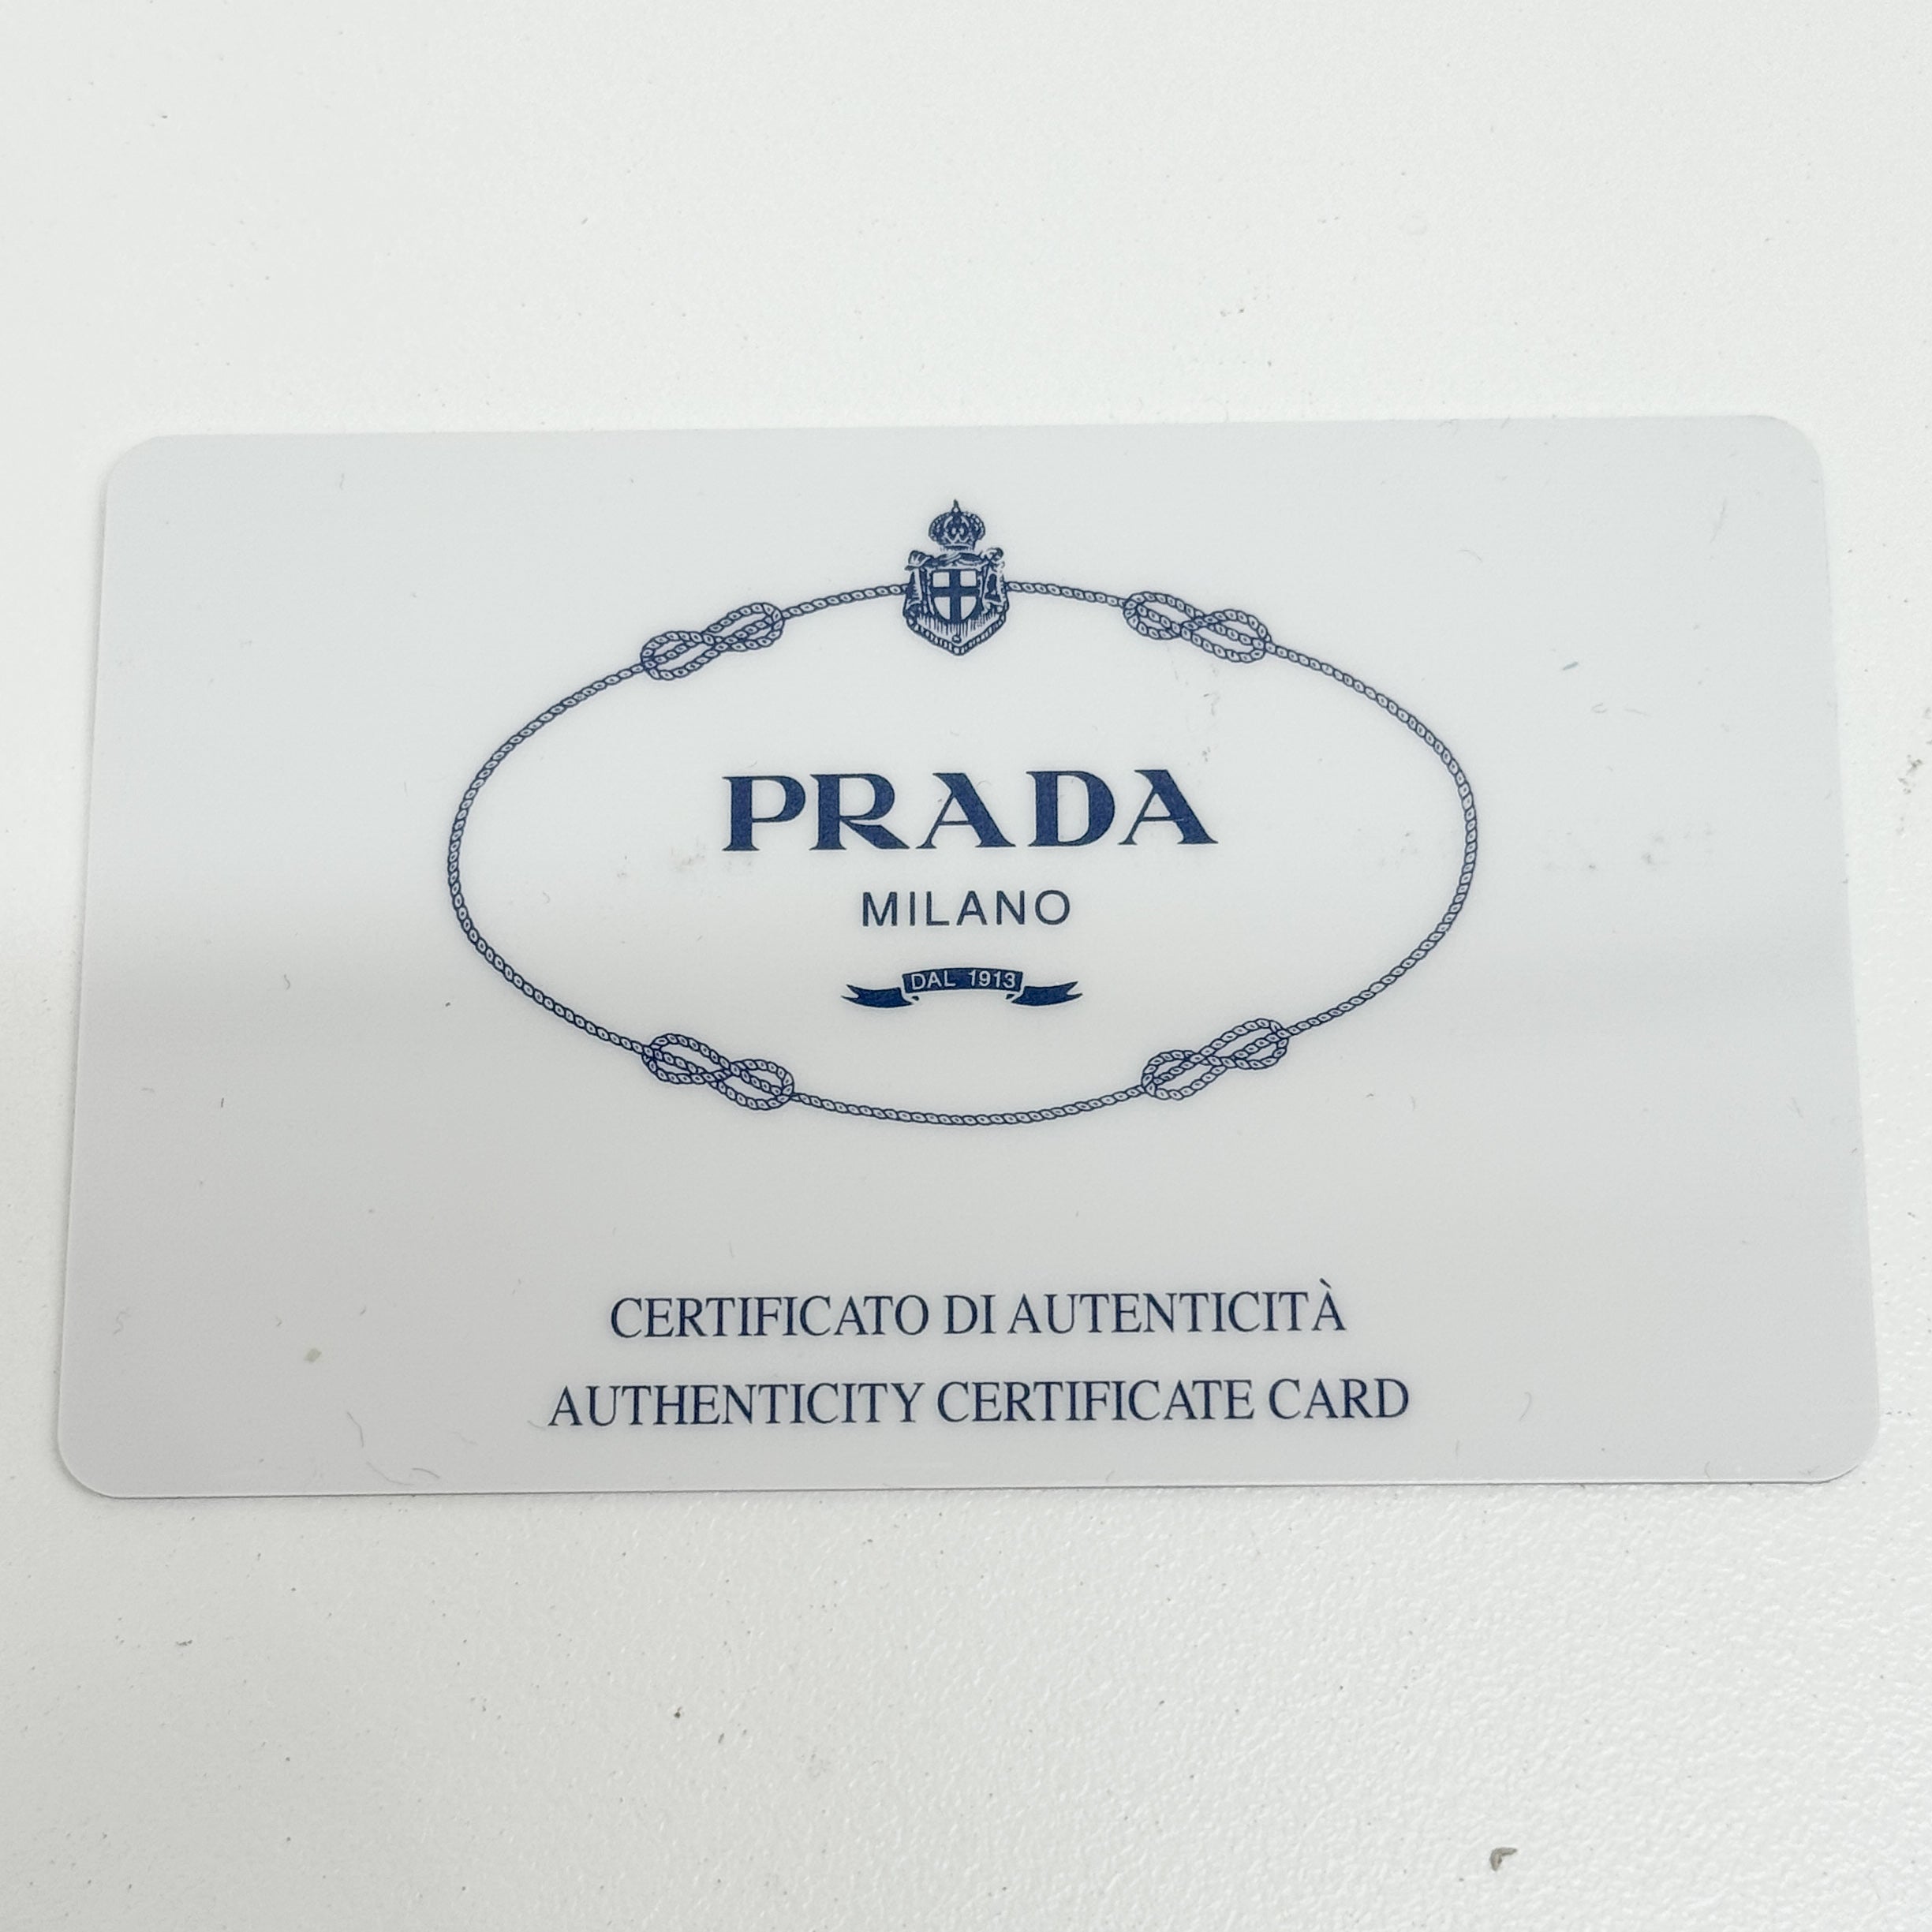 PRADA
MILANO
DAL 1913
CERTIFICATO DI AUTENTICITÀ
AUTHENTICITY CERTIFICATE CARD